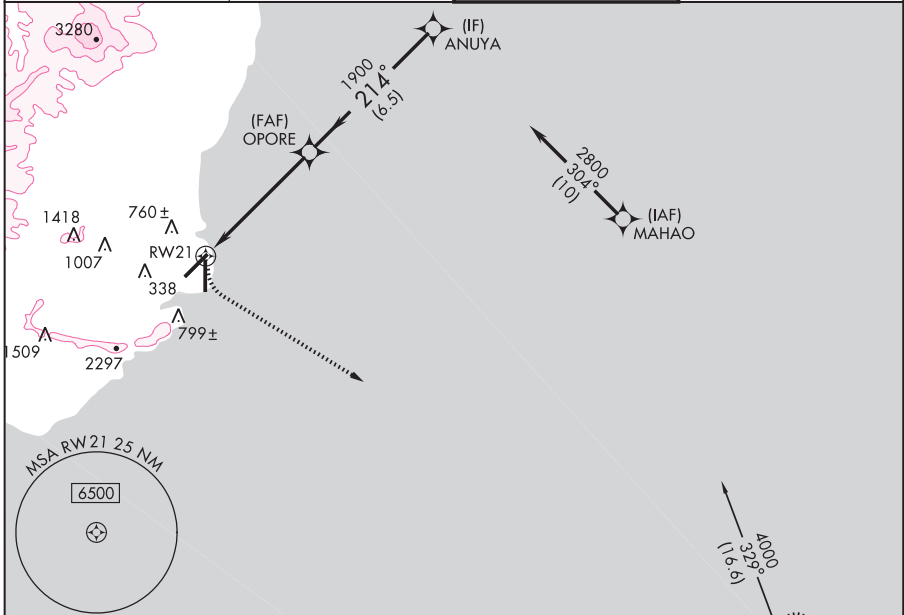 3280
(IF)
ANUYA
1900
214°
(6.5)
(FAF)
OPORE
2800
304°
(10)
(IAF)
MAHAO
1418
760±
1007
RW21
338
799±
1509
2297
MSA RW21 25 NM
6500
4000
329°
(16.6)